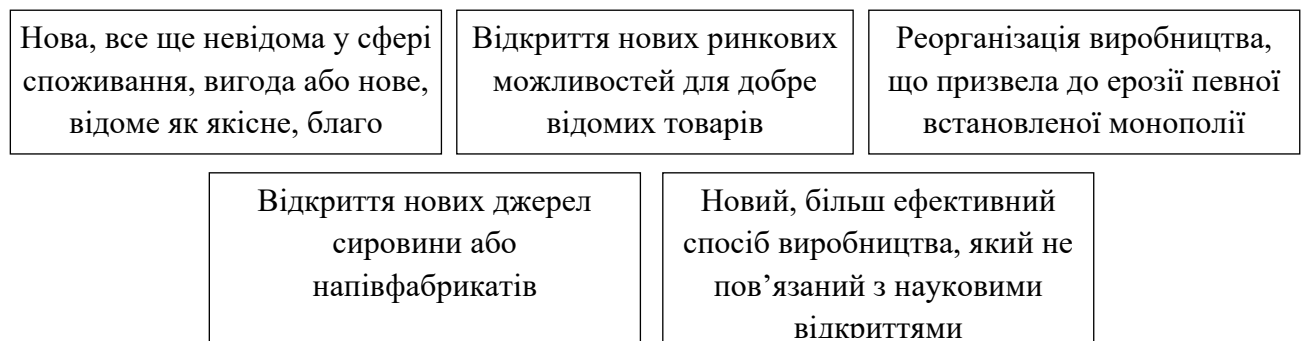 Нова, все ще невідома у сфері
споживання, вигода або нове,
відоме як якісне, благо
Відкриття нових ринкових
можливостей для добре
відомих товарів
Реорганізація виробництва,
що призвела до ерозії певної
встановленої монополії
Відкриття нових джерел
сировини або
напівфабрикатів
Новий, більш ефективний
спосіб виробництва, який не
пов’язаний з науковими
відкриттями